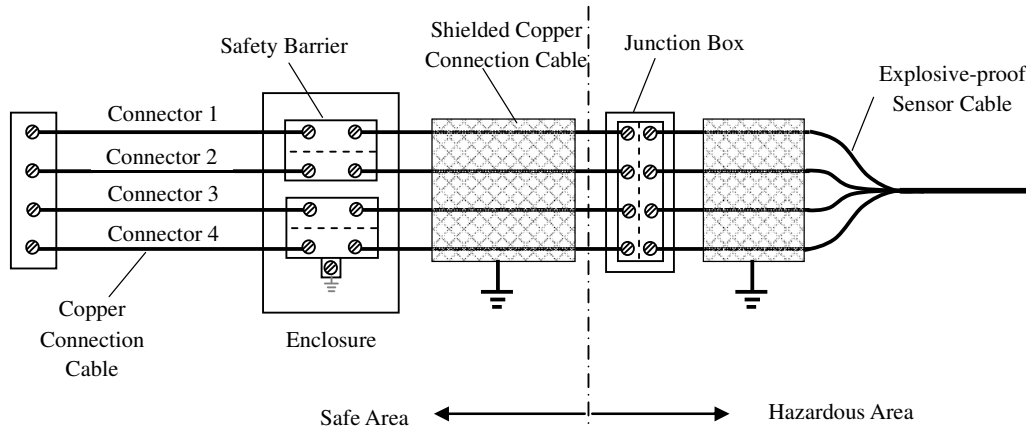 Shielded Copper
Connection Cable
Safety Barrier
Junction Box
Explosive-proof
Sensor Cable
Connector 1
Connector 2
Connector 3
Connector 4
Copper
Connection
Cable
Enclosure
Safe Area
Hazardous Area